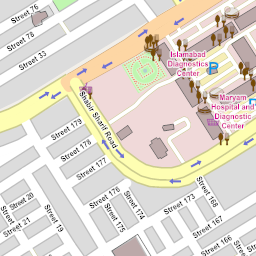 Street 76
Street 78
Street 33
Islamabad
Diagnostics
Center
P
Maryam
Hospital and
Diagnostic
Center
Shabir Sharif Road
Street 179
Street 178
Street 177
Street 176
Street 175
Street 174
Street 173
Street 168
Street 167
Street 166
Street 165
Street 20
Street 19
Street 21